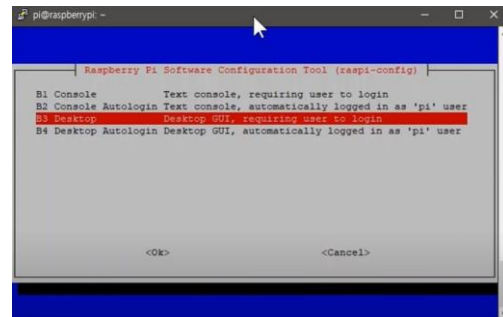 pi@raspberrypi: ~
Raspberry Pi Software Configuration Tool (raspi-config)
B1 Console Text console, requiring user to login
B2 Console Autologin Text console, automatically logged in as 'pi' user
B3 Desktop Desktop GUI, requiring user to login
B4 Desktop Autologin Desktop GUI, automatically logged in as 'pi' user
<Ok> <Cancel>